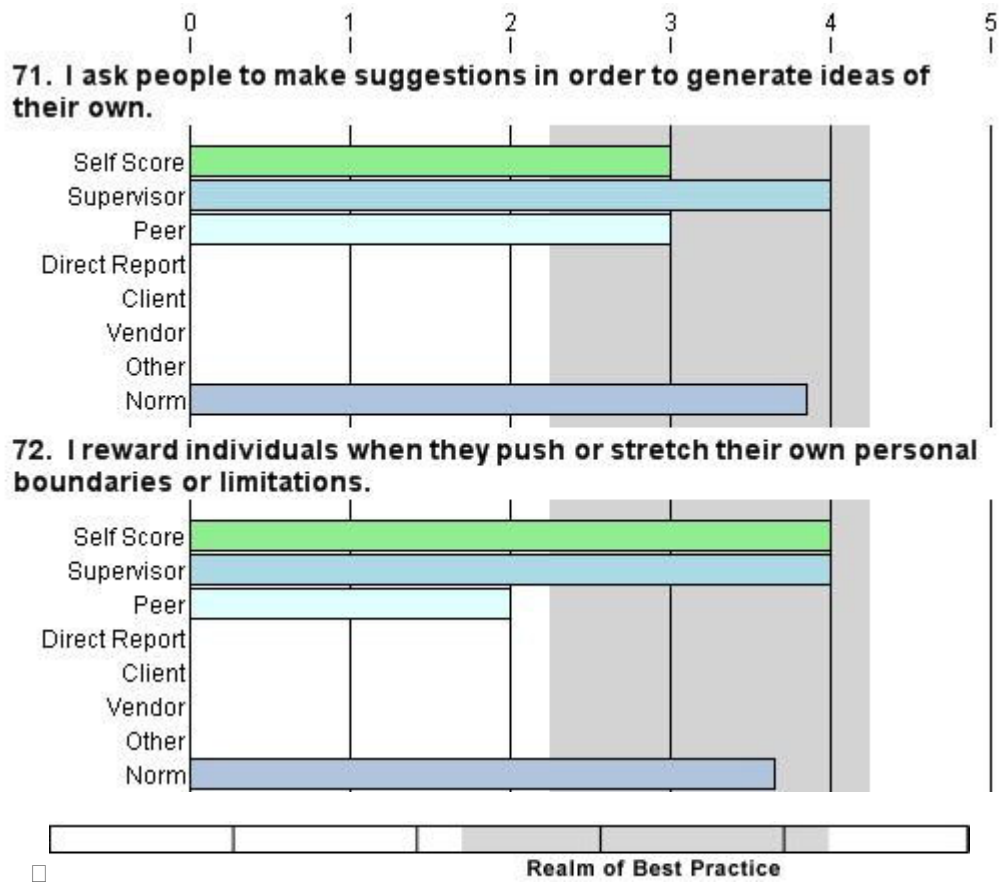 0 1 2 3 4 5
71. I ask people to make suggestions in order to generate ideas of
their own.
Self Score
Supervisor
Peer
Direct Report
Client
Vendor
Other
Norm
72. I reward individuals when they push or stretch their own personal
boundaries or limitations.
Self Score
Supervisor
Peer
Direct Report
Client
Vendor
Other
Norm
Realm of Best Practice